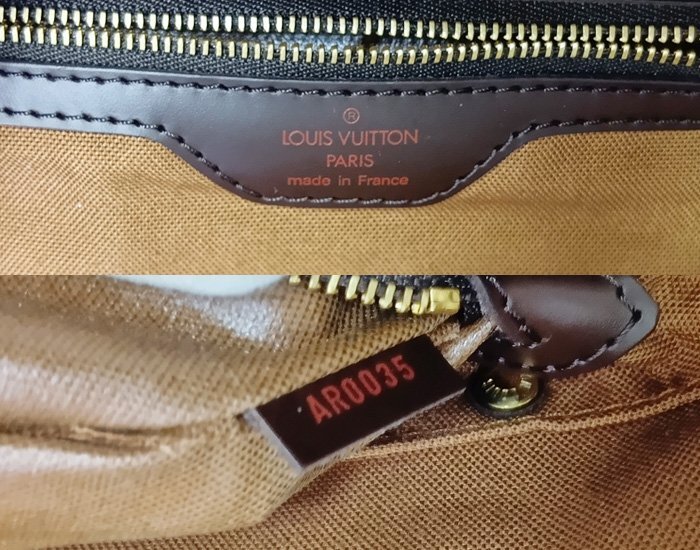 ®
LOUIS VUITTON
PARIS
made in France
AR0035